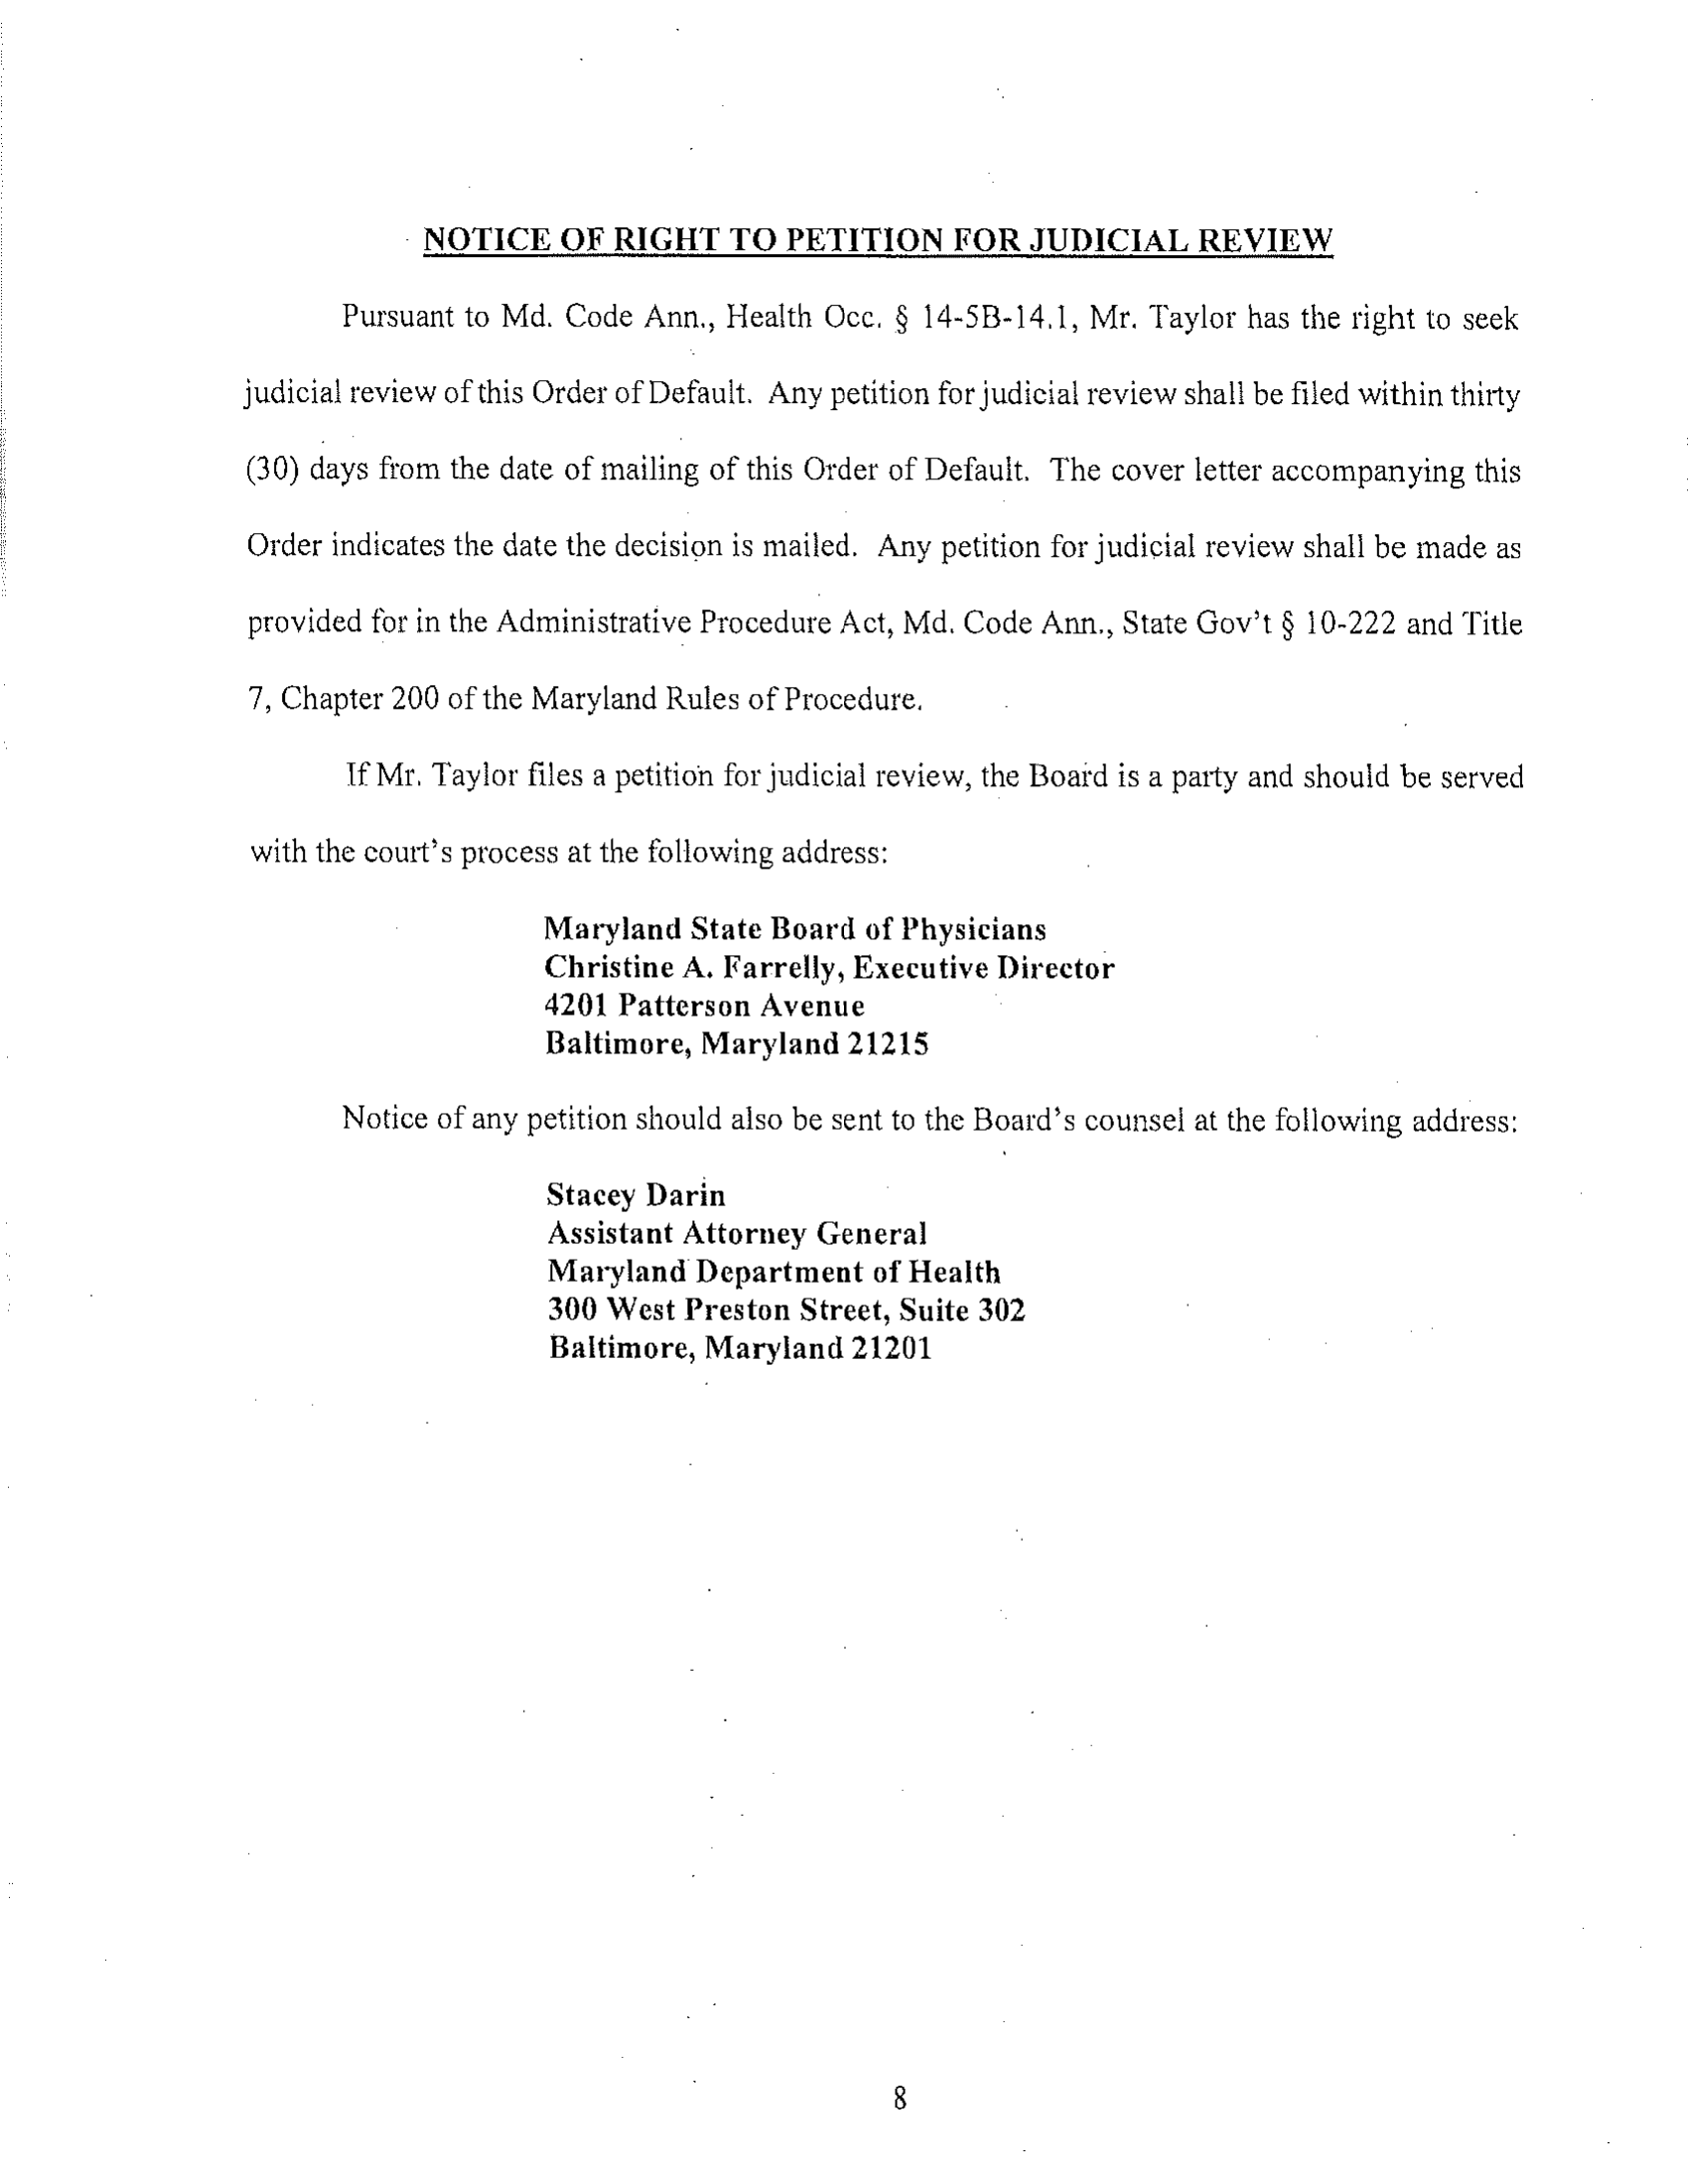 NOTICE OF RIGHT TO PETITION FOR JUDICIAL REVIEW
Pursuant to Md. Code Ann., Health Occ. § 14-5B-14.1, Mr. Taylor has the right to seek
judicial review of this Order of Default. Any petition for judicial review shall be filed within thirty
(30) days from the date of mailing of this Order of Default. The cover letter accompanying this
Order indicates the date the decision is mailed. Any petition for judicial review shall be made as
provided for in the Administrative Procedure Act, Md. Code Ann., State Gov't § 10-222 and Title
7, Chapter 200 of the Maryland Rules of Procedure.
If Mr. Taylor files a petition for judicial review, the Board is a party and should be served
with the court's process at the following address:
Maryland State Board of Physicians
Christine A. Farrelly, Executive Director
4201 Patterson Avenue
Baltimore, Maryland 21215
Notice of any petition should also be sent to the Board's counsel at the following address:
Stacey Darin
Assistant Attorney General
Maryland Department of Health
300 West Preston Street, Suite 302
Baltimore, Maryland 21201
8